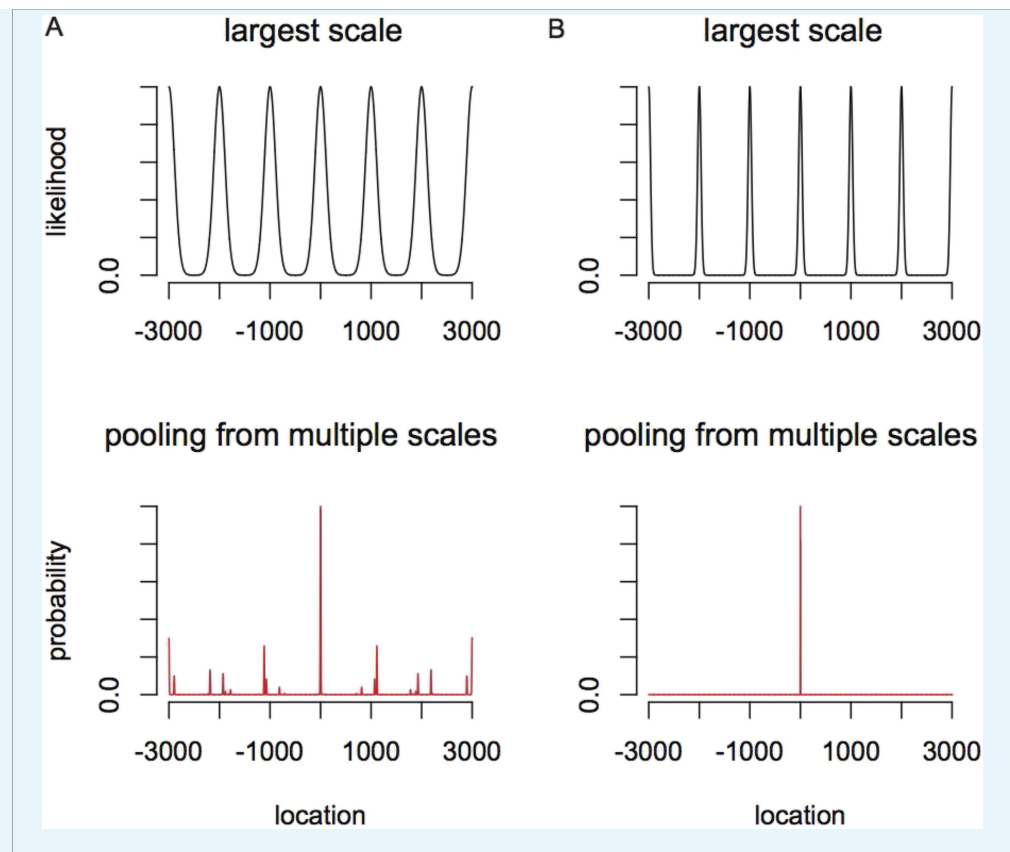 A
largest scale
likelihood
0.0
-3000 -1000 1000 3000
B
largest scale
0.0
-3000 -1000 1000 3000
pooling from multiple scales
probability
0.0
-3000 -1000 1000 3000
location
pooling from multiple scales
0.0
-3000 -1000 1000 3000
location